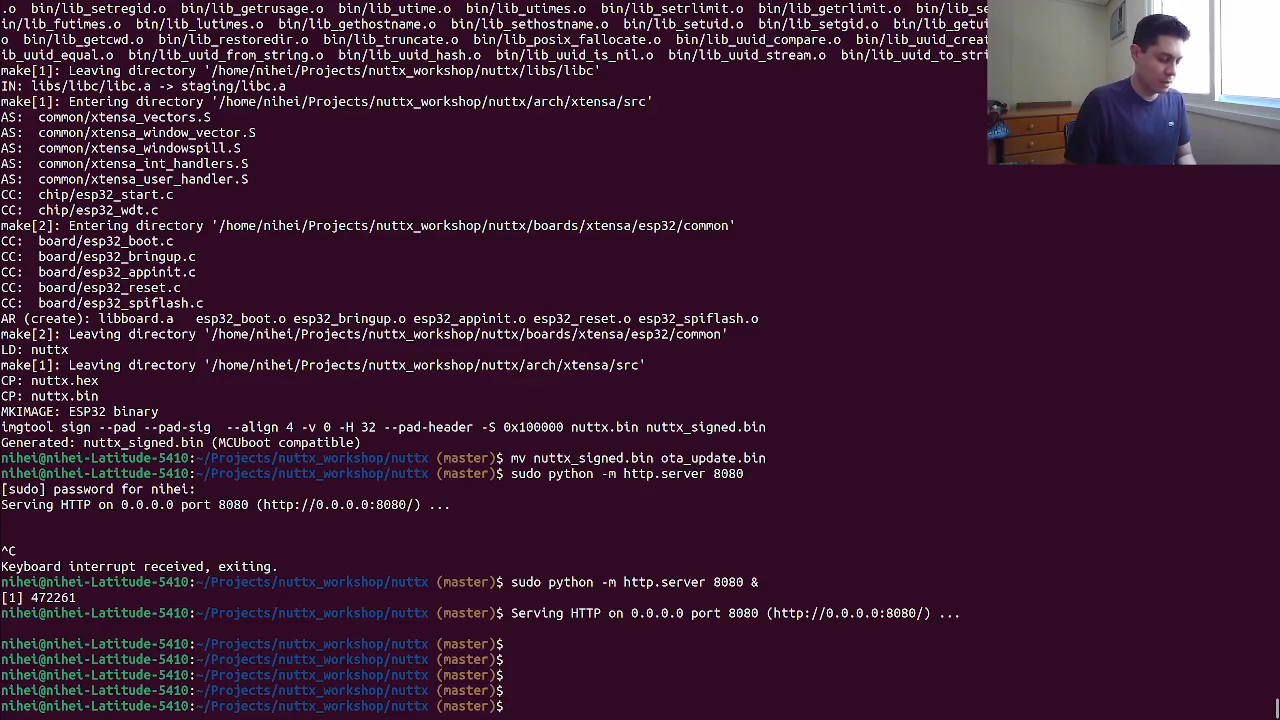 .o  bin/lib_setregid.o  bin/lib_getrusage.o  bin/lib_utime.o  bin/lib_utimes.o  bin/lib_setrlimit.o  bin/lib_getrlimit.o
bin/lib_futimes.o  bin/lib_lutimes.o  bin/lib_gethostname.o  bin/lib_sethostname.o  bin/lib_setuid.o  bin/lib_setgid.o
o  bin/lib_getcwd.o  bin/lib_restoredir.o  bin/lib_truncate.o  bin/lib_posix_fallocate.o  bin/lib_uuid_compare.o  bin/lib_uuid_creat
ib_uuid_equal.o  bin/lib_uuid_from_string.o  bin/lib_uuid_hash.o  bin/lib_uuid_is_nil.o  bin/lib_uuid_stream.o  bin/lib_uuid_to_stri
make[1]: Leaving directory '/home/nihei/Projects/nuttx_workshop/nuttx/libs/libc'
IN: libs/libc/libc.a -> staging/libc.a
make[1]: Entering directory '/home/nihei/Projects/nuttx_workshop/nuttx/arch/xtensa/src'
AS:  common/xtensa_vectors.S
AS:  common/xtensa_window_vector.S
AS:  common/xtensa_windowspill.S
AS:  common/xtensa_int_handlers.S
AS:  common/xtensa_user_handler.S
CC:  chip/esp32_start.c
CC:  chip/esp32_wdt.c
make[2]: Entering directory '/home/nihei/Projects/nuttx_workshop/nuttx/boards/xtensa/esp32/common'
CC:  board/esp32_boot.c
CC:  board/esp32_bringup.c
CC:  board/esp32_appinit.c
CC:  board/esp32_reset.c
CC:  board/esp32_spiflash.c
AR (create): libboard.a   esp32_boot.o esp32_bringup.o esp32_appinit.o esp32_reset.o esp32_spiflash.o
make[2]: Leaving directory '/home/nihei/Projects/nuttx_workshop/nuttx/boards/xtensa/esp32/common'
LD: nuttx
make[1]: Leaving directory '/home/nihei/Projects/nuttx_workshop/nuttx/arch/xtensa/src'
CP: nuttx.hex
CP: nuttx.bin
MKIMAGE: ESP32 binary
imgtool sign --pad --pad-sig  --align 4 -v 0 -H 32 --pad-header -S 0x100000 nuttx.bin nuttx_signed.bin
Generated: nuttx_signed.bin (MCUboot compatible)
nihei@nihei-Latitude-5410:~/Projects/nuttx_workshop/nuttx (master)$ mv nuttx_signed.bin ota_update.bin
nihei@nihei-Latitude-5410:~/Projects/nuttx_workshop/nuttx (master)$ sudo python -m http.server 8080
[sudo] password for nihei:
Serving HTTP on 0.0.0.0 port 8080 (http://0.0.0.0:8080/) ...
^C
Keyboard interrupt received, exiting.
nihei@nihei-Latitude-5410:~/Projects/nuttx_workshop/nuttx (master)$ sudo python -m http.server 8080 &
[1] 472261
nihei@nihei-Latitude-5410:~/Projects/nuttx_workshop/nuttx (master)$ Serving HTTP on 0.0.0.0 port 8080 (http://0.0.0.0:8080/) ...
nihei@nihei-Latitude-5410:~/Projects/nuttx_workshop/nuttx (master)$
nihei@nihei-Latitude-5410:~/Projects/nuttx_workshop/nuttx (master)$
nihei@nihei-Latitude-5410:~/Projects/nuttx_workshop/nuttx (master)$
nihei@nihei-Latitude-5410:~/Projects/nuttx_workshop/nuttx (master)$
nihei@nihei-Latitude-5410:~/Projects/nuttx_workshop/nuttx (master)$